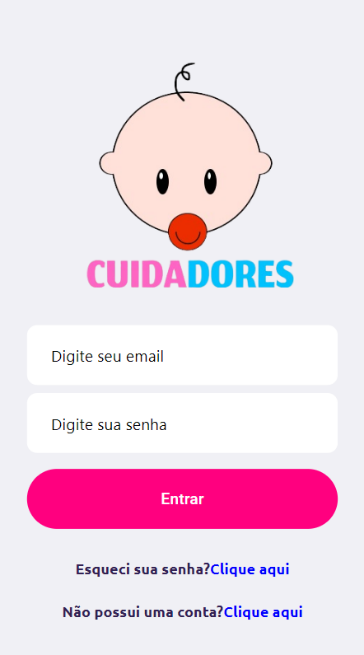 CUIDADORES
Digite seu email
Digite sua senha
Entrar
Esqueci sua senha?Clique aqui
Não possui uma conta?Clique aqui